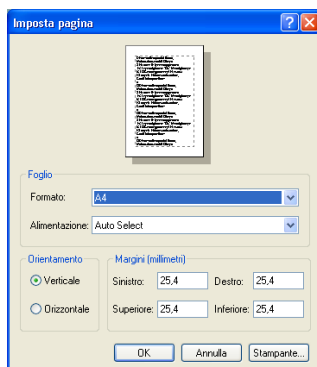 Imposta pagina
Foglio
Formato: A4
Alimentazione: Auto Select
Orientamento
Verticale
Orizzontale
Margini (millimetri)
Sinistro: 25,4 Destro: 25,4
Superiore: 25,4 Inferiore: 25,4
OK Annulla Stampante...